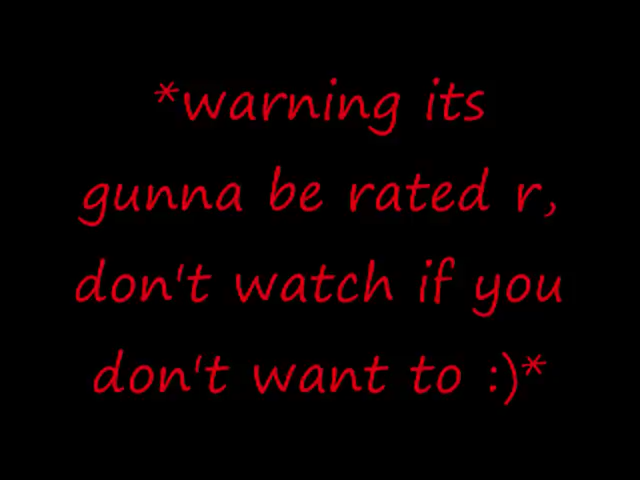 *warning its
gunna be rated r,
don't watch if you
don't want to :)*